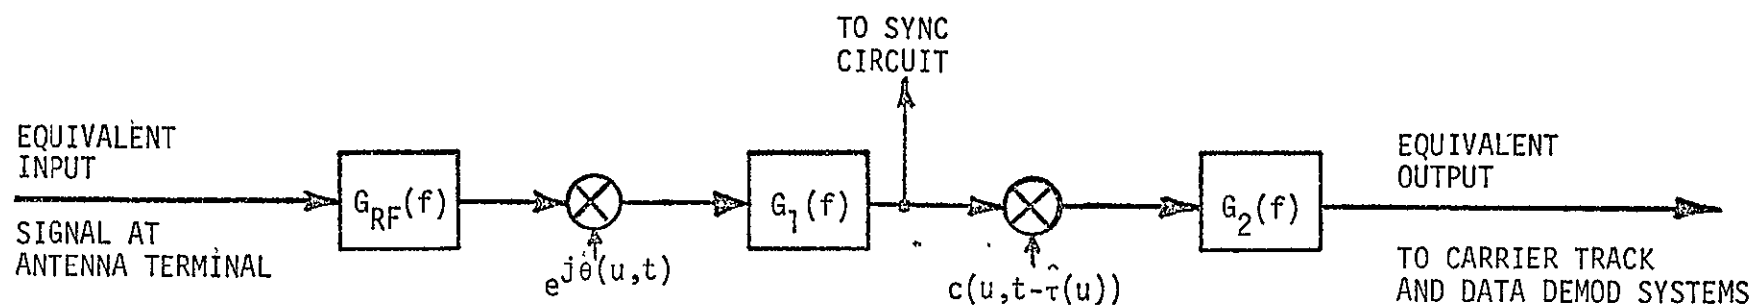 TO SYNC
CIRCUIT
EQUIVALENT
INPUT
SIGNAL AT
ANTENNA TERMINAL
G_RF(f)
e^jθ(u,t)
G_1(f)
c(u,t-τ̂(u))
G_2(f)
EQUIVALENT
OUTPUT
TO CARRIER TRACK
AND DATA DEMOD SYSTEMS